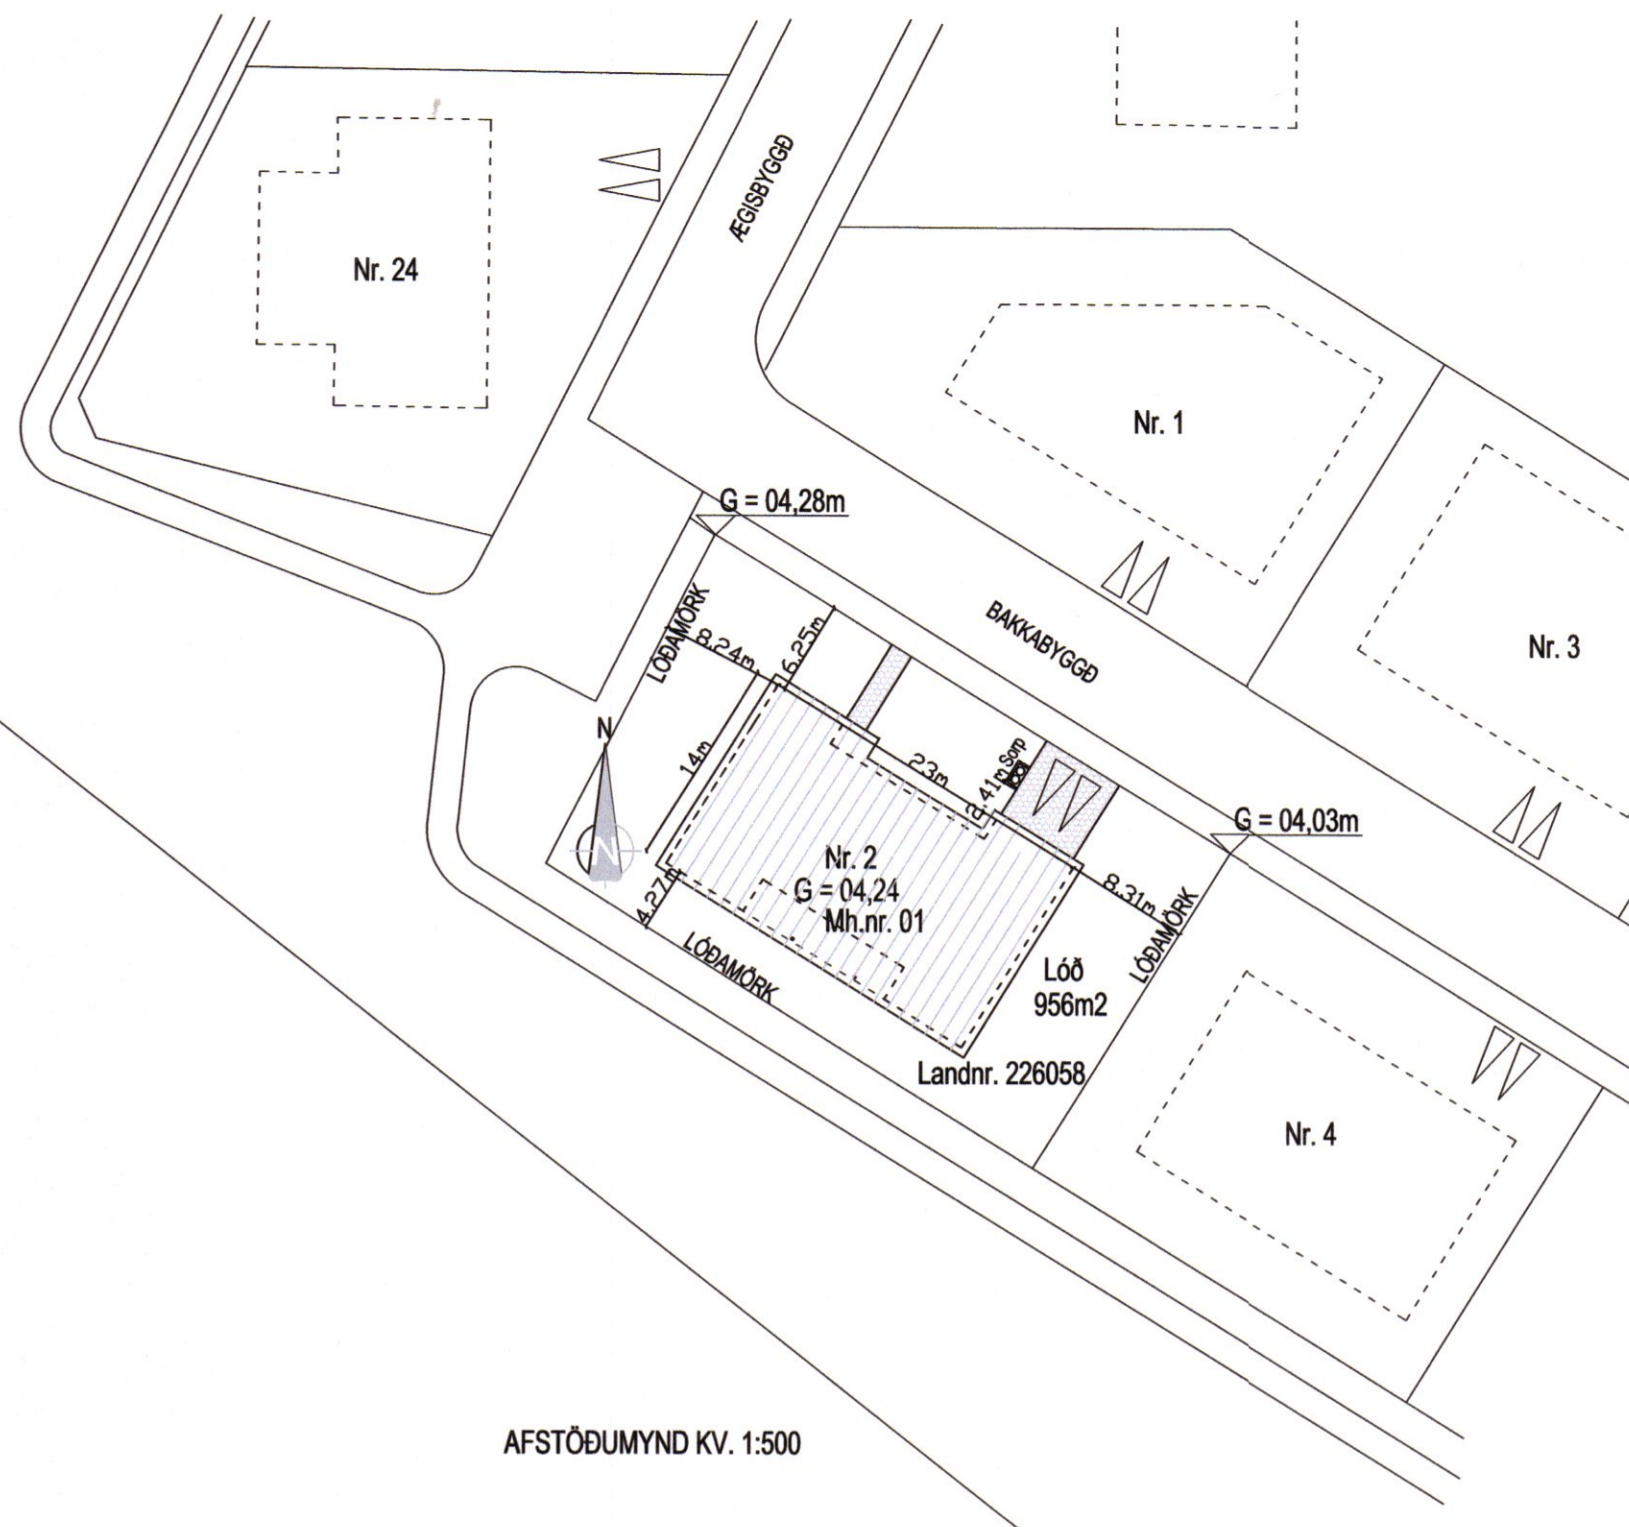 ÆGISBYGGÐ
Nr. 24
Nr. 1
G = 04,28m
LÓÐAMÖRK
8.24m
6.25m
BAKKABYGGÐ
Nr. 3
N
14m
23m
2.41m
Sorp
G = 04,03m
N
Nr. 2
G = 04,24
Mh.nr. 01
4.27m
8.31m
LÓÐAMÖRK
LÓÐAMÖRK
Lóð
956m2
Landnr. 226058
Nr. 4
AFSTÖÐUMYND KV. 1:500